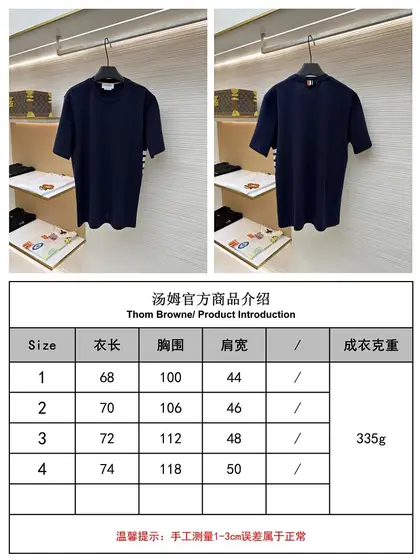 汤姆官方商品介绍
Thom Browne/ Product Introduction
Size 衣长 胸围 肩宽 / 成衣克重
1 68 100 44 /
2 70 106 46 /
3 72 112 48 /
4 74 118 50 /
335g
温馨提示：手工测量1-3cm误差属于正常